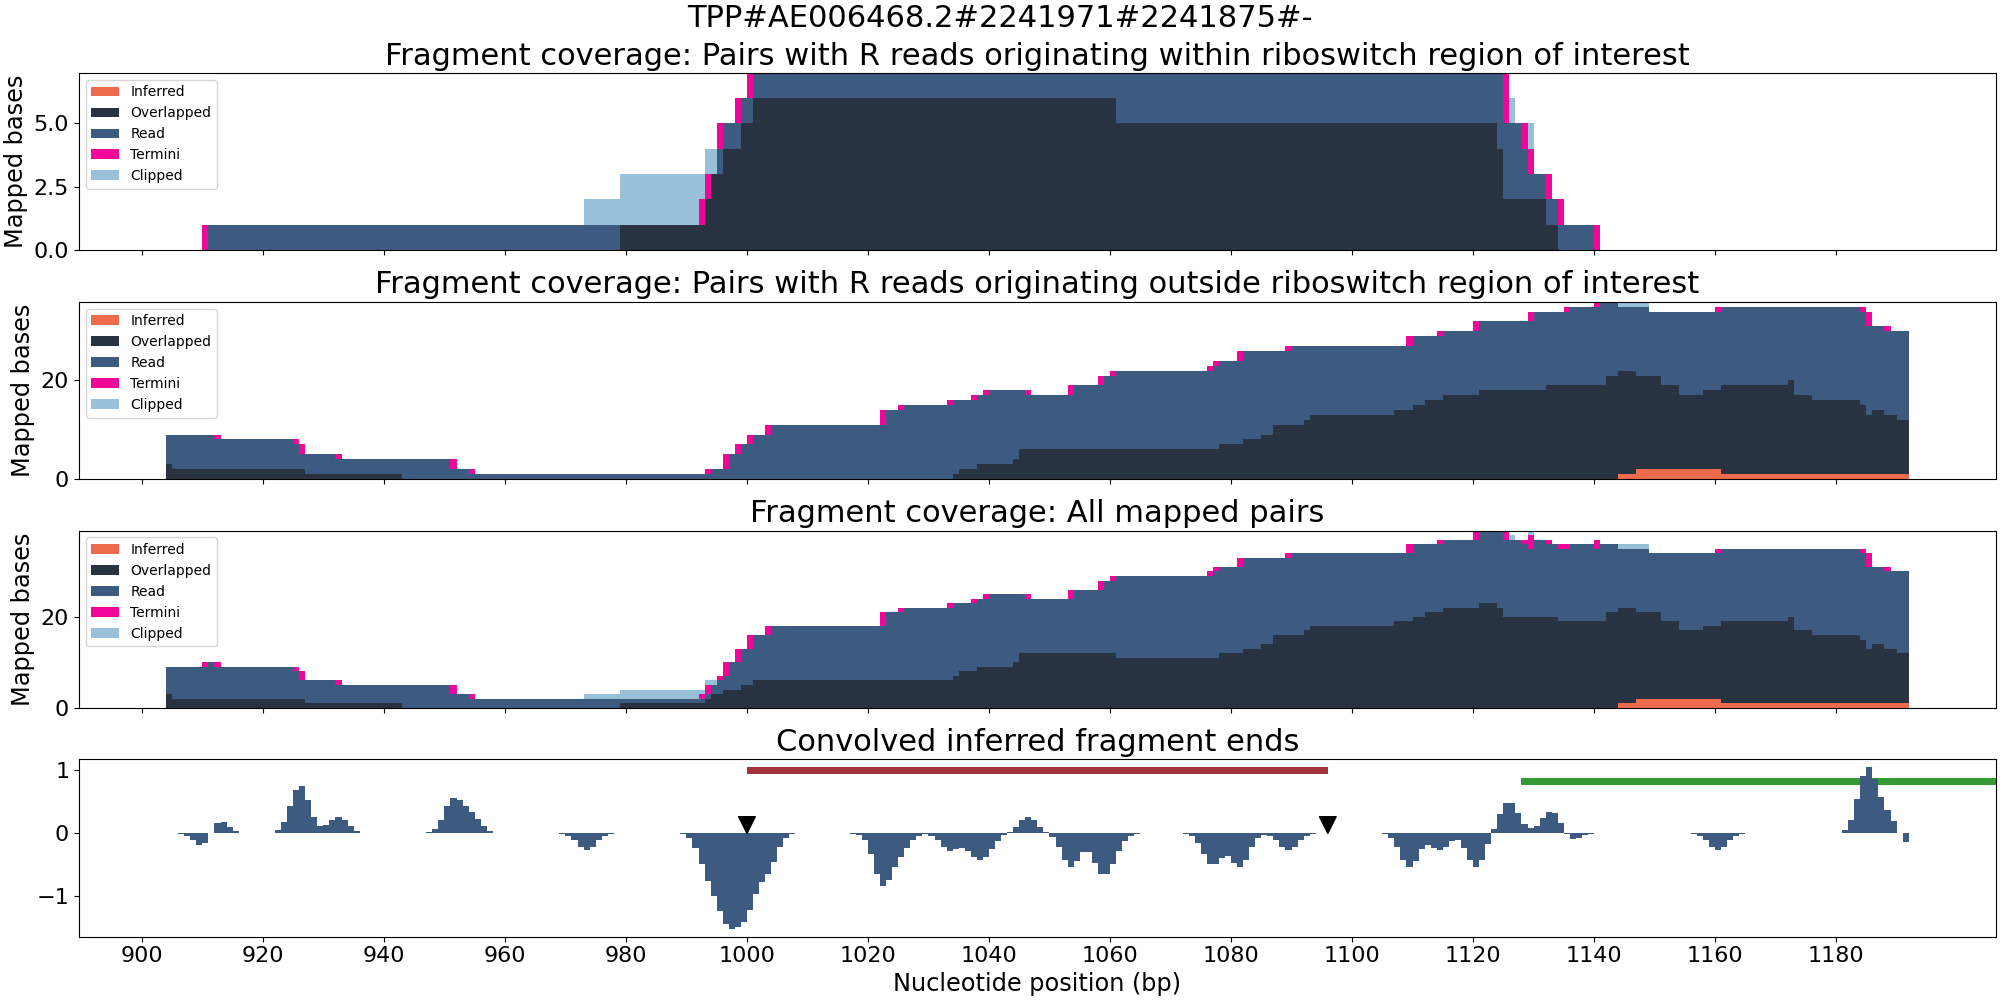 TPP#AE006468.2#2241971#2241875#-
Fragment coverage: Pairs with R reads originating within riboswitch region of interest
Mapped bases
5.0
2.5
0.0
Inferred
Overlapped
Read
Termini
Clipped
Fragment coverage: Pairs with R reads originating outside riboswitch region of interest
Mapped bases
20
0
Inferred
Overlapped
Read
Termini
Clipped
Fragment coverage: All mapped pairs
Mapped bases
20
0
Inferred
Overlapped
Read
Termini
Clipped
Convolved inferred fragment ends
1
0
−1
900 920 940 960 980 1000 1020 1040 1060 1080 1100 1120 1140 1160 1180
Nucleotide position (bp)